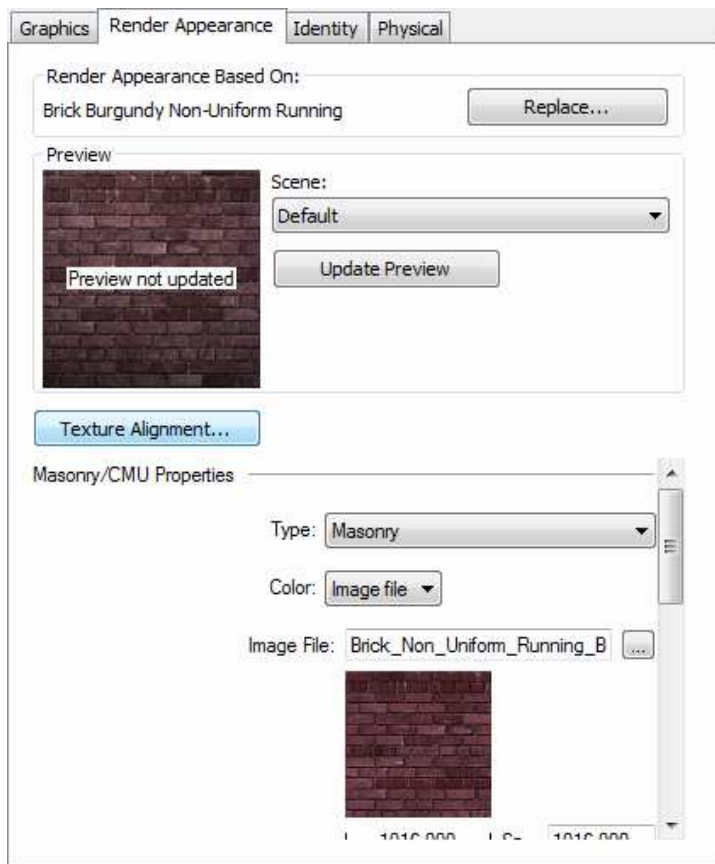 Graphics Render Appearance Identity Physical
Render Appearance Based On:
Brick Burgundy Non-Uniform Running Replace...
Preview
Scene:
Default
Preview not updated Update Preview
Texture Alignment...
Masonry/CMU Properties
Type: Masonry
Color: Image file
Image File: Brick_Non_Uniform_Running_B ...